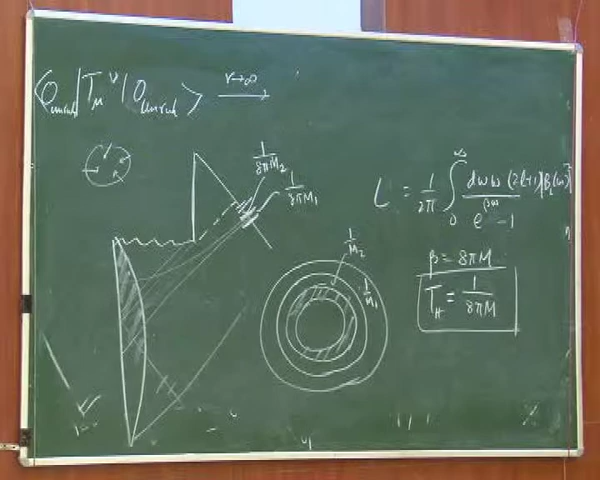 ⟨0_unruh| T_μ^ν |0_unruh⟩ r→∞
1/8πM₂
1/8πM₁
L = 1/2π ∫₀^∞ dω ω (2l+1)|B_l(ω)|² / e^{βω} -1
1/M₂
1/M₁
β = 8πM
T_H = 1/8πM